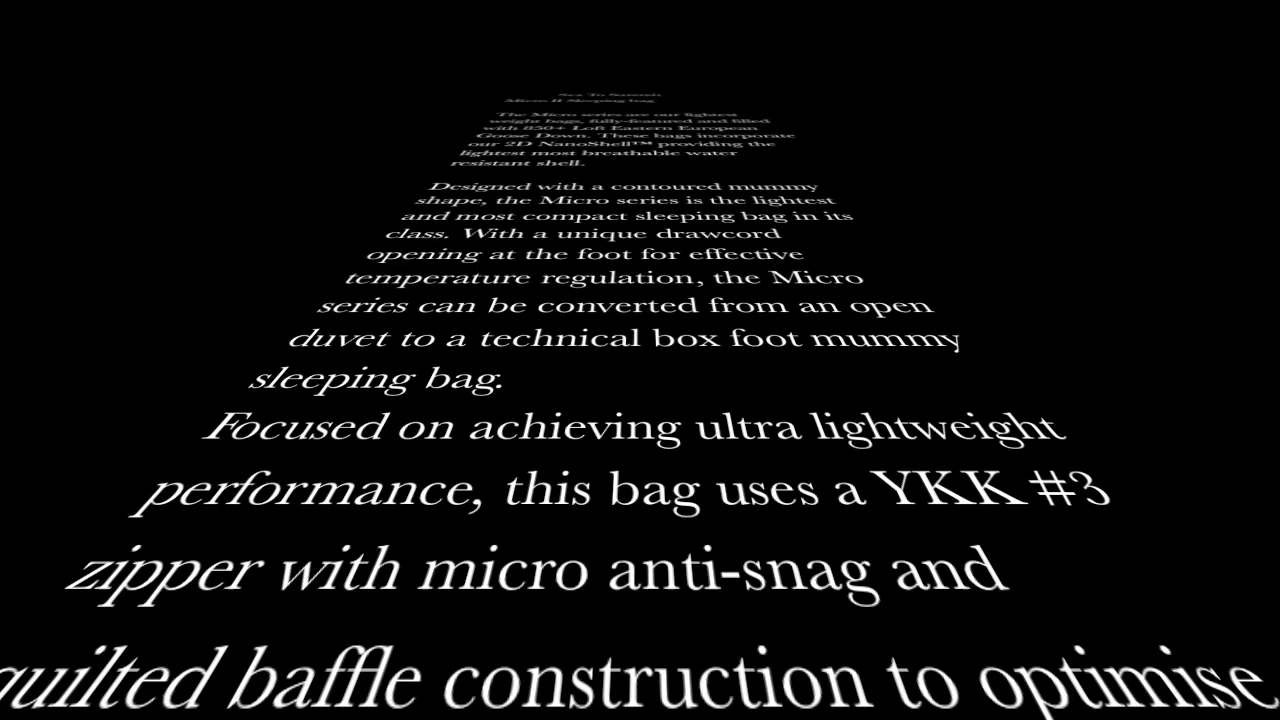 Sea To Summit
Micro II Sleeping bag
The Micro series are our lightest
weight bags, fully-featured and filled
with 850+ Loft Eastern European
Goose Down. These bags incorporate
our 2D NanoShell™ providing the
lightest most breathable water
resistant shell.
Designed with a contoured mummy
shape, the Micro series is the lightest
and most compact sleeping bag in its
class. With a unique drawcord
opening at the foot for effective
temperature regulation, the Micro
series can be converted from an open
duvet to a technical box foot mummy
sleeping bag.
Focused on achieving ultra lightweight
performance, this bag uses a YKK #3
zipper with micro anti-snag and
quilted baffle construction to optimise